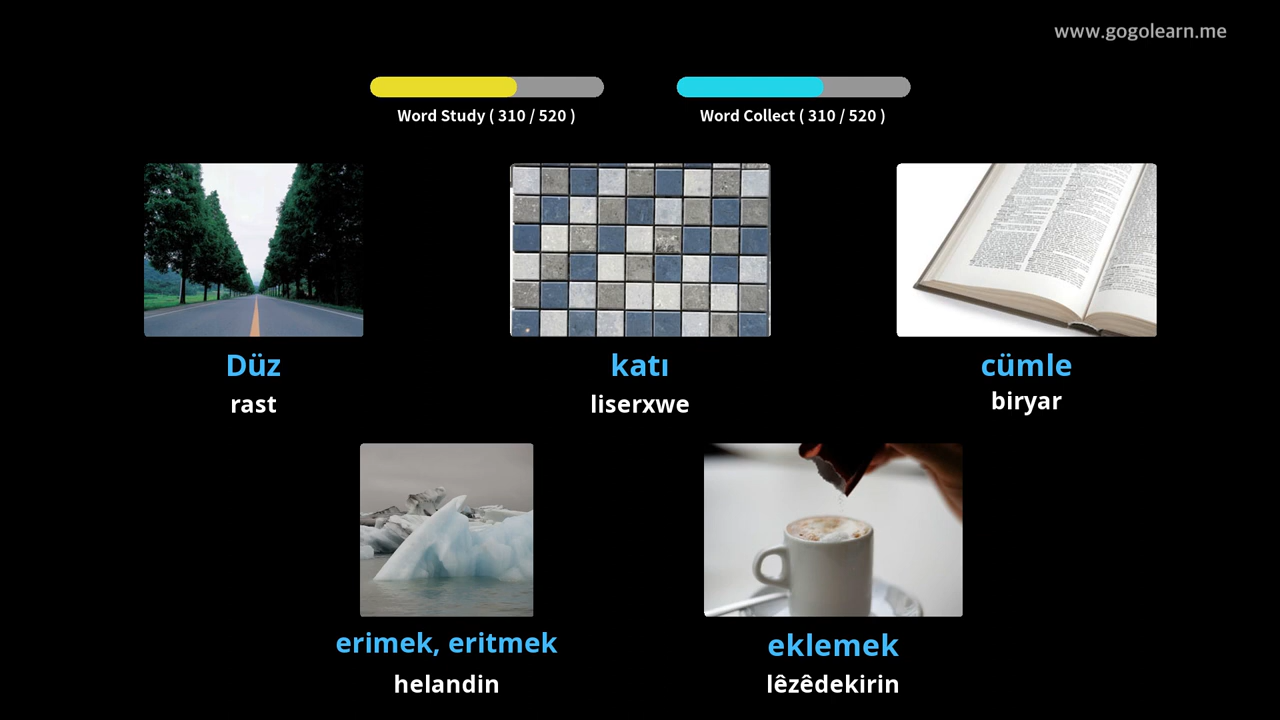 www.gogolearn.me
Word Study ( 310 / 520 )
Word Collect ( 310 / 520 )
Düz
rast
katı
liserxwe
cümle
biryar
erimek, eritmek
helandin
eklemek
lêzêdekirin